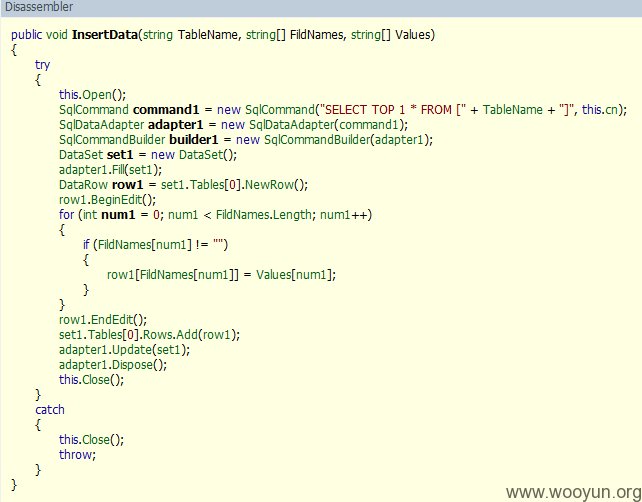 Disassembler
public void InsertData(string TableName, string[] FildNames, string[] Values)
{
try
{
this.Open();
SqlCommand command1 = new SqlCommand("SELECT TOP 1 * FROM [" + TableName + "]", this.cn);
SqlDataAdapter adapter1 = new SqlDataAdapter(command1);
SqlCommandBuilder builder1 = new SqlCommandBuilder(adapter1);
DataSet set1 = new DataSet();
adapter1.Fill(set1);
DataRow row1 = set1.Tables[0].NewRow();
row1.BeginEdit();
for (int num1 = 0; num1 < FildNames.Length; num1++)
{
if (FildNames[num1] != "")
{
row1[FildNames[num1]] = Values[num1];
}
}
row1.EndEdit();
set1.Tables[0].Rows.Add(row1);
adapter1.Update(set1);
adapter1.Dispose();
this.Close();
}
catch
{
this.Close();
throw;
}
}
www.wooyun.org